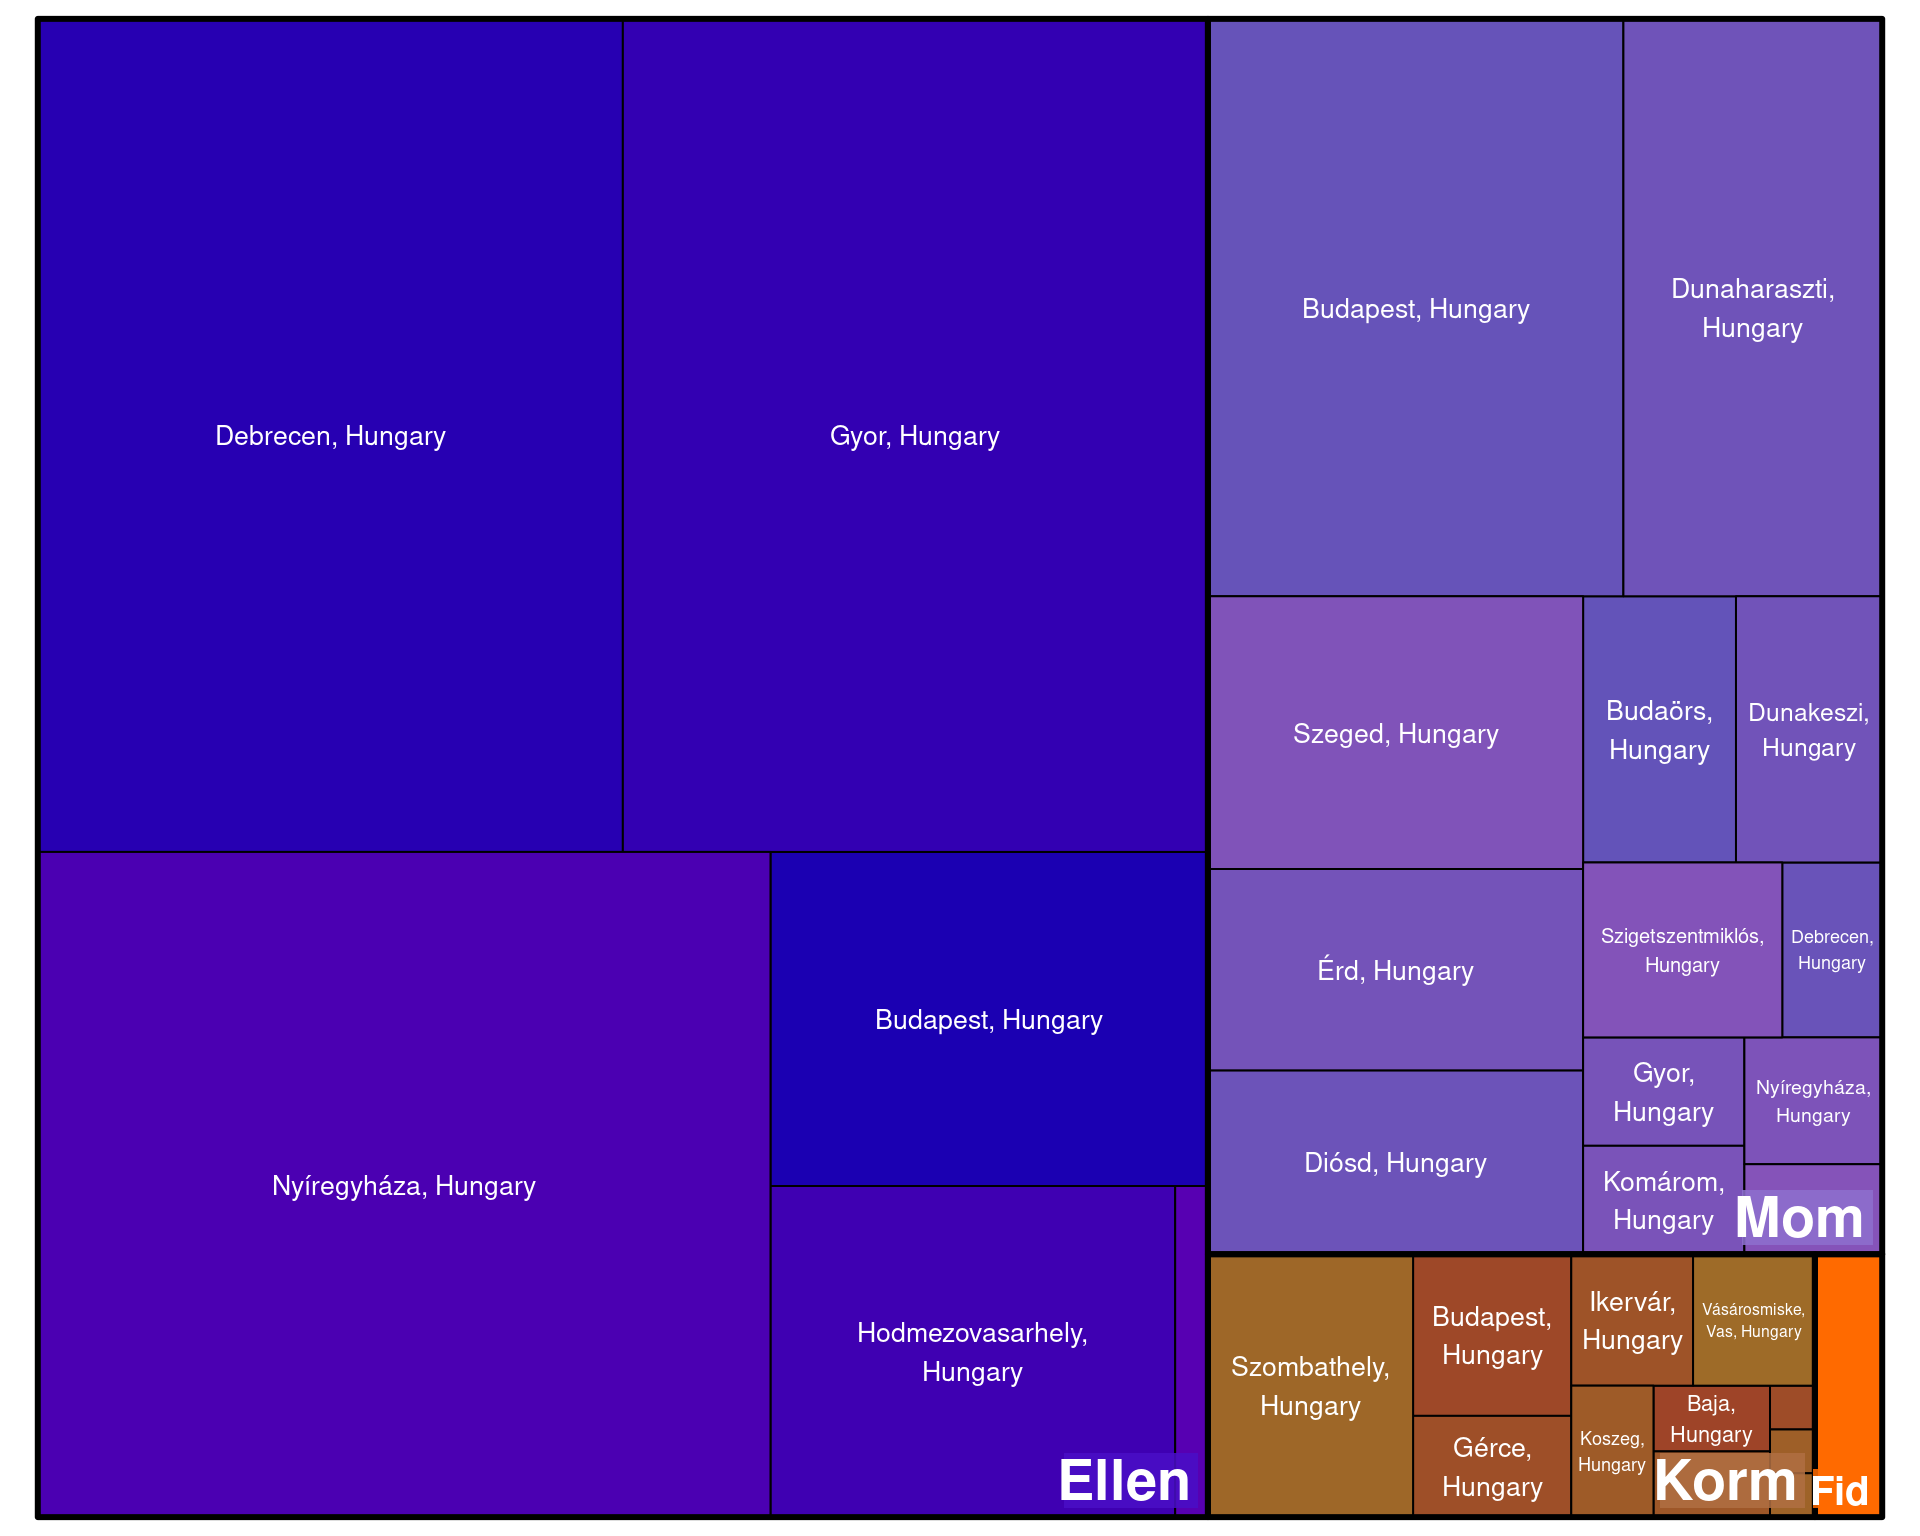 Debrecen, Hungary
Gyor, Hungary
Nyíregyháza, Hungary
Budapest, Hungary
Hodmezovasarhely,
Hungary
Ellen
Budapest, Hungary
Dunaharaszti,
Hungary
Szeged, Hungary
Budaörs,
Hungary
Dunakeszi,
Hungary
Érd, Hungary
Szigetszentmiklós,
Hungary
Debrecen,
Hungary
Diósd, Hungary
Gyor,
Hungary
Nyíregyháza,
Hungary
Komárom,
Hungary
Mom
Szombathely,
Hungary
Budapest,
Hungary
Gérce,
Hungary
Ikervár,
Hungary
Vásárosmiske,
Vas, Hungary
Koszeg,
Hungary
Baja,
Hungary
Korm
Fid